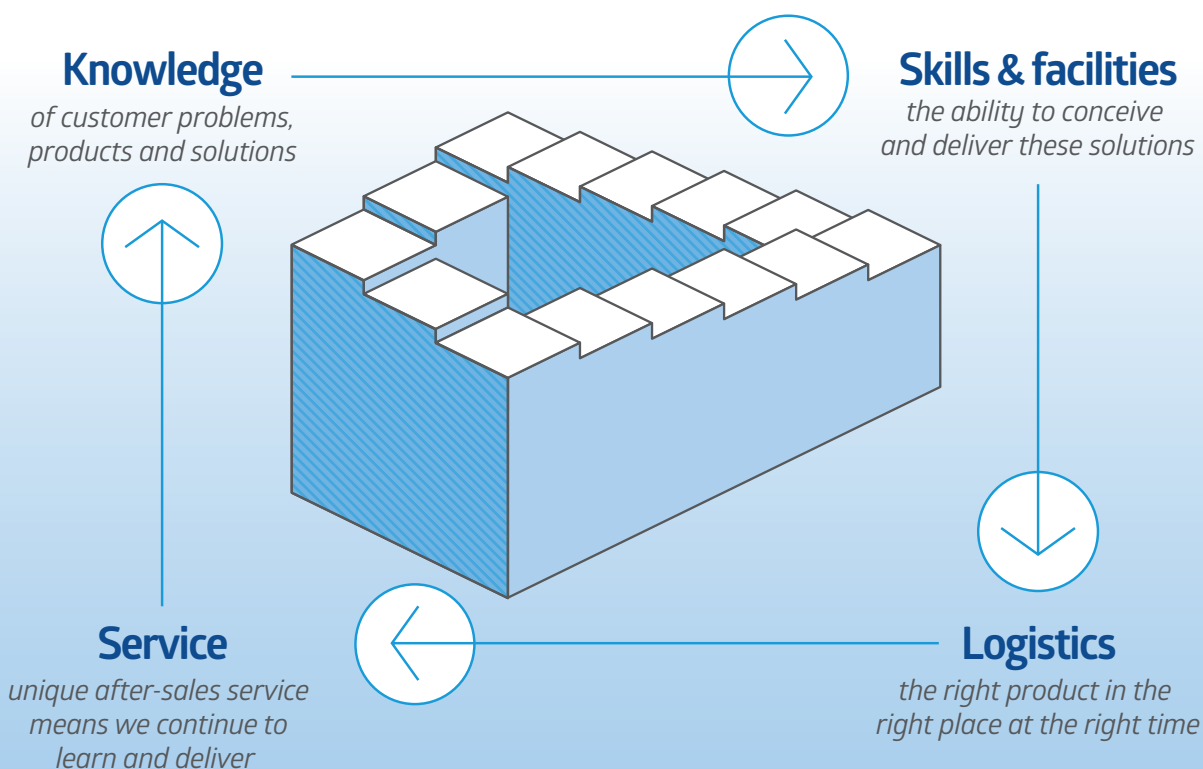 Knowledge
of customer problems,
products and solutions
Skills & facilities
the ability to conceive
and deliver these solutions
Service
unique after-sales service
means we continue to
learn and deliver
Logistics
the right product in the
right place at the right time